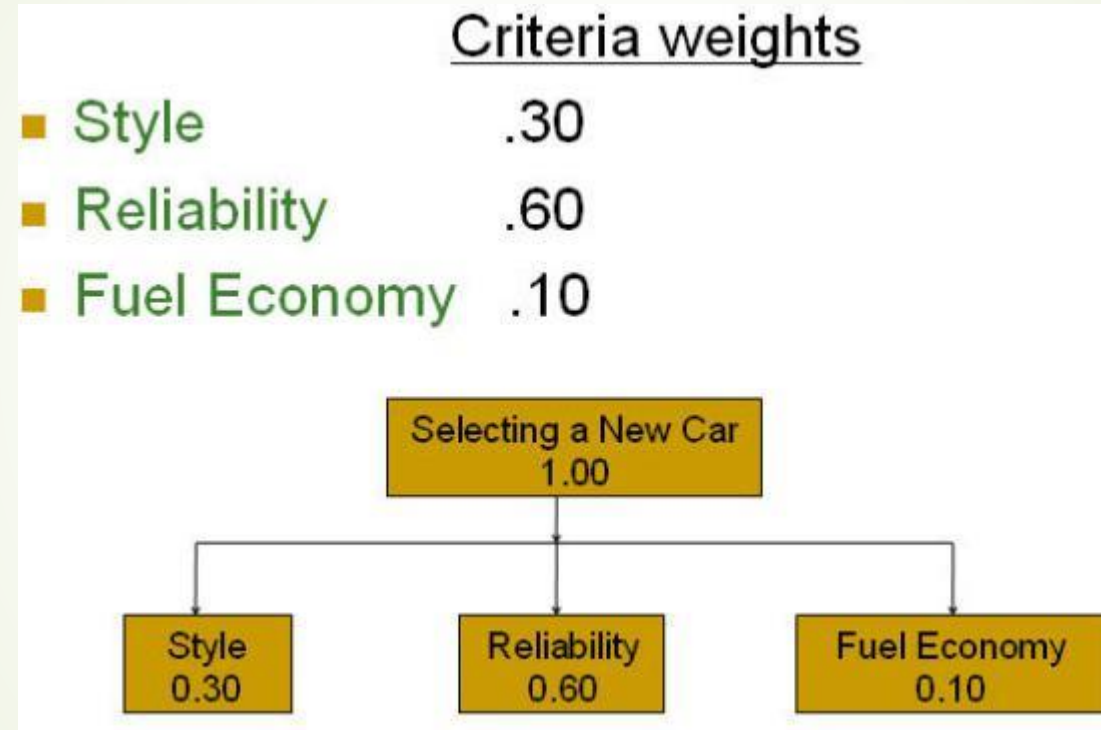 Criteria weights
Style .30
Reliability .60
Fuel Economy .10
Selecting a New Car
1.00
Style
0.30
Reliability
0.60
Fuel Economy
0.10